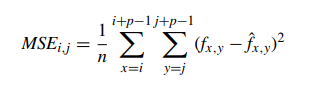 MSE_{i,j} = \frac{1}{n} \sum_{x=i}^{i+p-1} \sum_{y=j}^{j+p-1} (f_{x,y} - \hat{f}_{x,y})^2